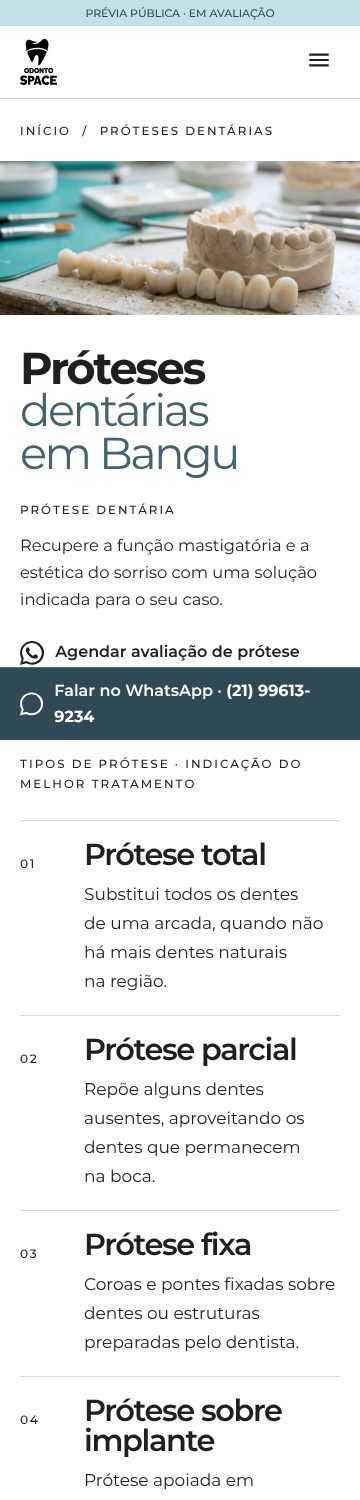 PRÉVIA PÚBLICA · EM AVALIAÇÃO
ODONTO
SPACE
INÍCIO / PRÓTESES DENTÁRIAS
Próteses
dentárias
em Bangu
PRÓTESE DENTÁRIA
Recupere a função mastigatória e a
estética do sorriso com uma solução
indicada para o seu caso.
Agendar avaliação de prótese
Falar no WhatsApp · (21) 99613-
9234
TIPOS DE PRÓTESE · INDICAÇÃO DO
MELHOR TRATAMENTO
01
Prótese total
Substitui todos os dentes
de uma arcada, quando não
há mais dentes naturais
na região.
02
Prótese parcial
Repõe alguns dentes
ausentes, aproveitando os
dentes que permanecem
na boca.
03
Prótese fixa
Coroas e pontes fixadas sobre
dentes ou estruturas
preparadas pelo dentista.
04
Prótese sobre
implante
Prótese apoiada em